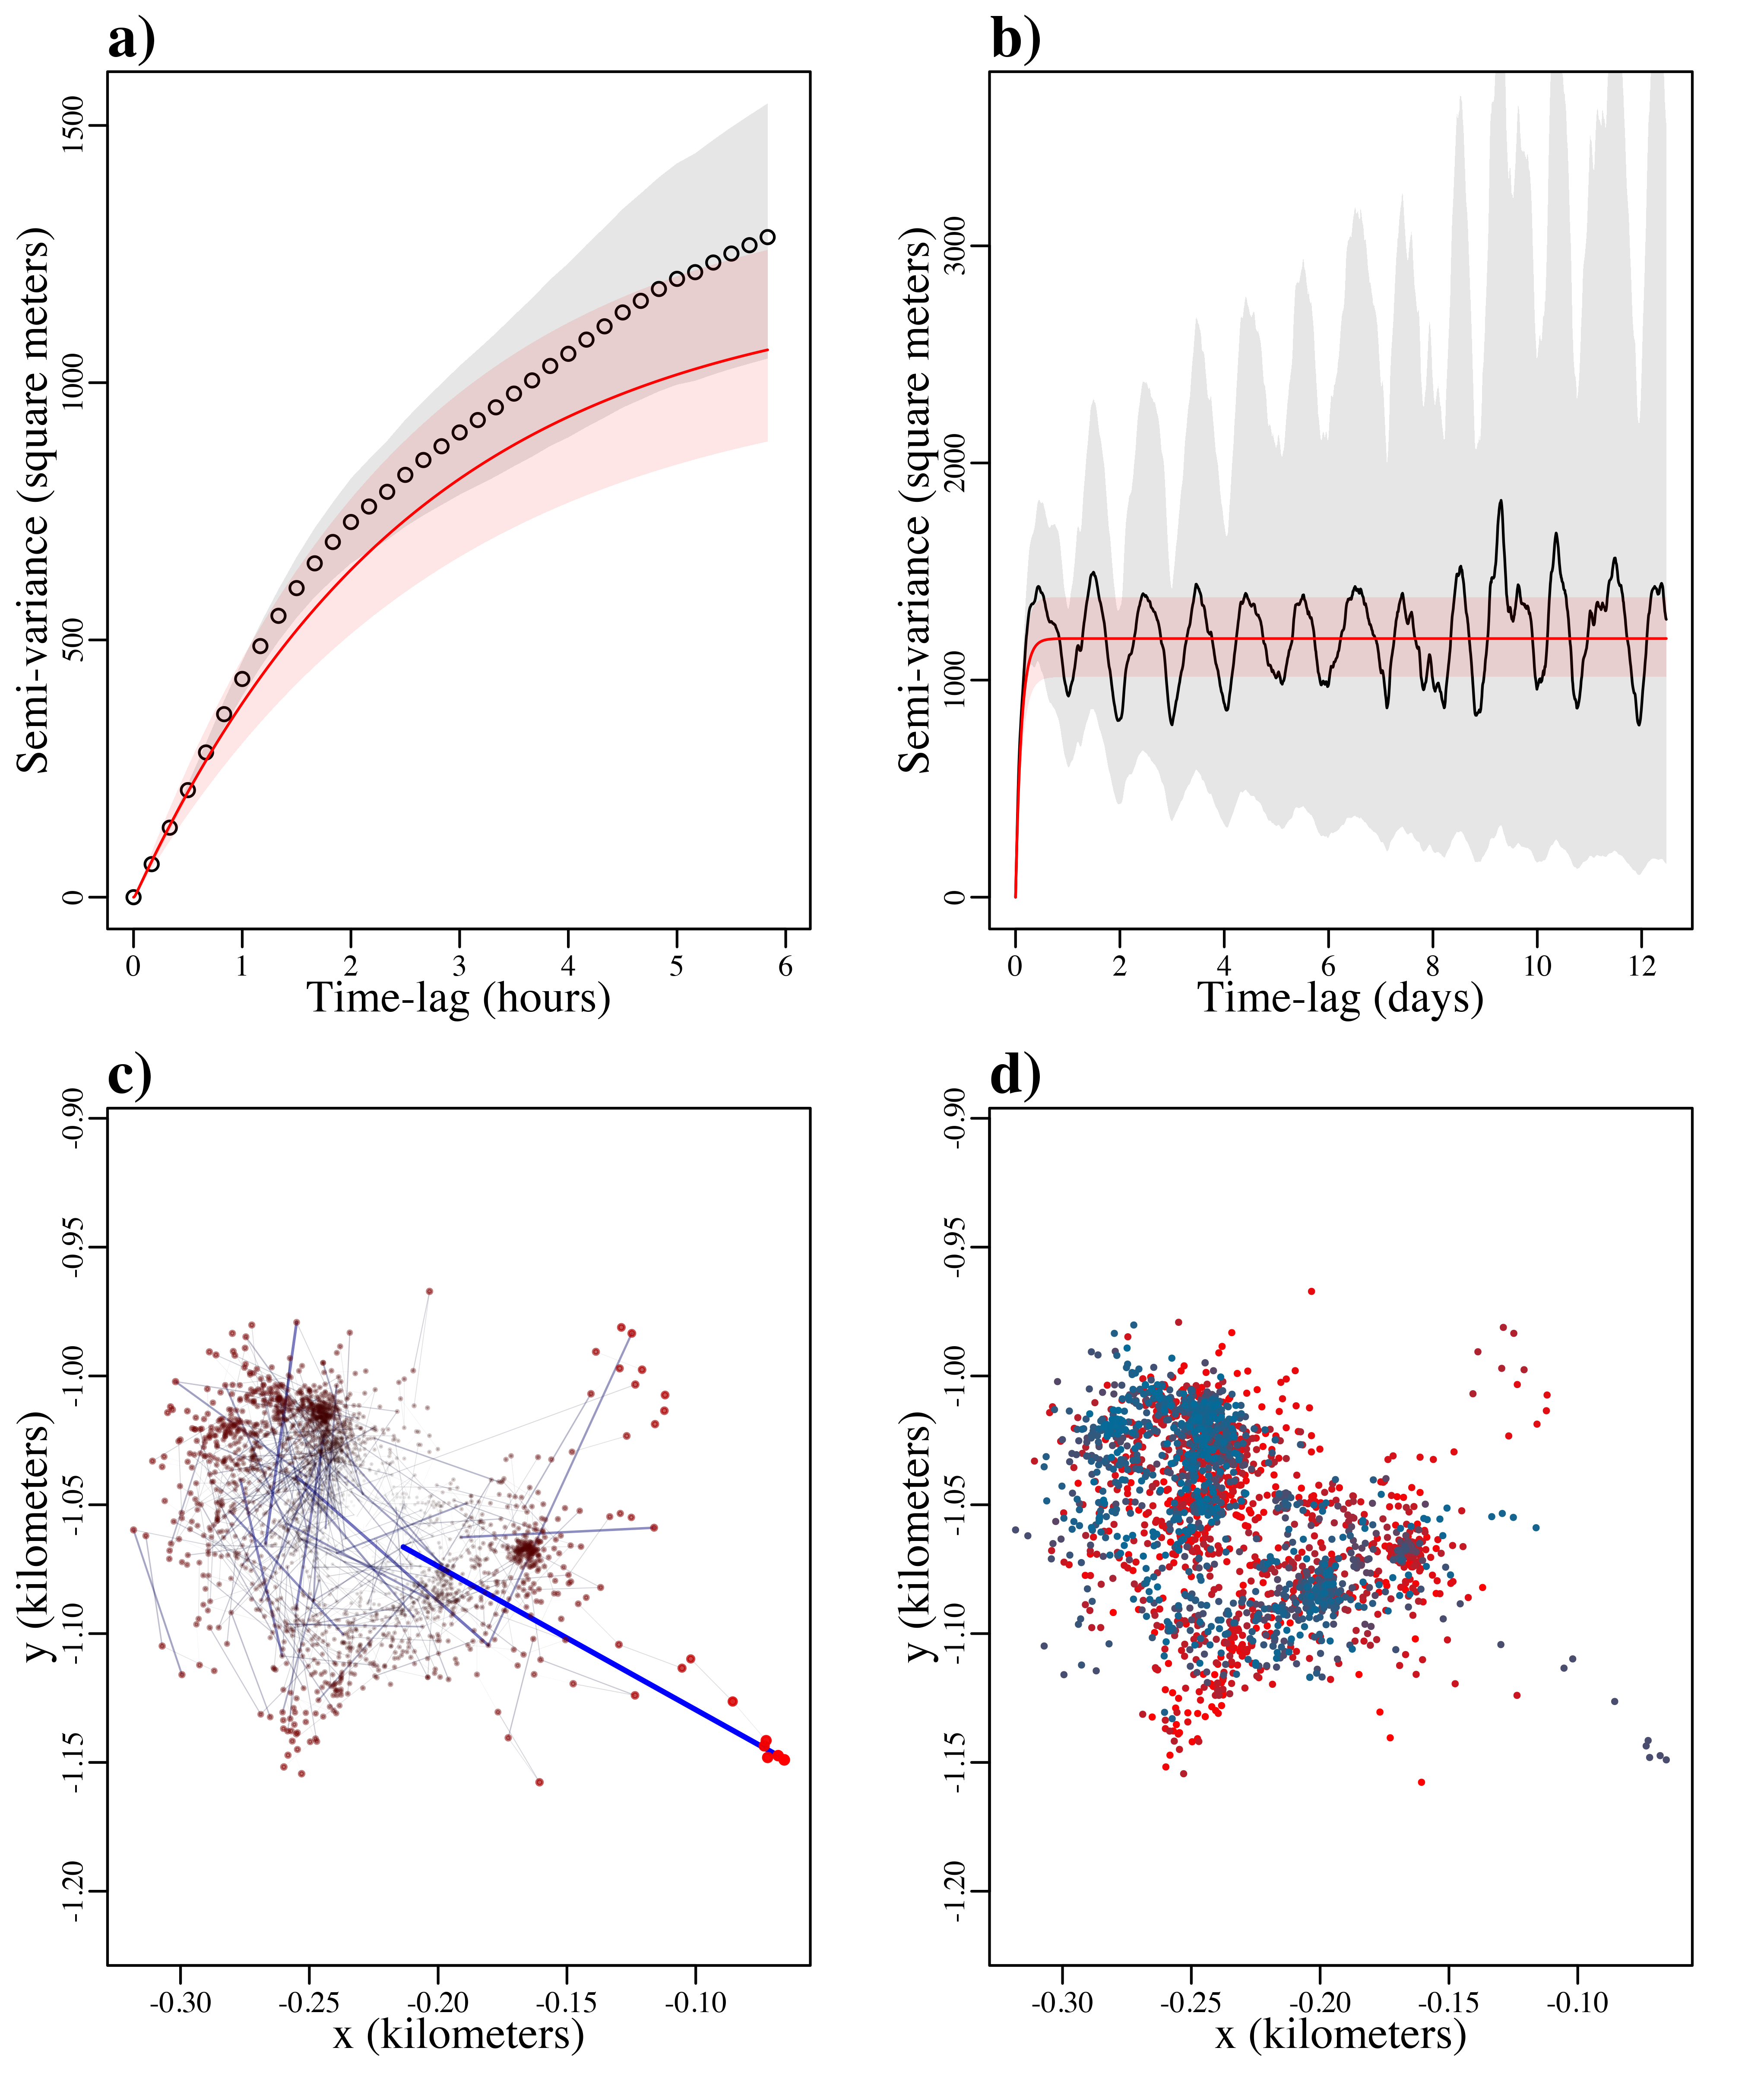 a)
Semi-variance (square meters)
0 500 1000 1500
0 1 2 3 4 5 6
Time-lag (hours)
b)
Semi-variance (square meters)
0 1000 2000 3000
0 2 4 6 8 10 12
Time-lag (days)
c)
y (kilometers)
-1.20 -1.15 -1.10 -1.05 -1.00 -0.95 -0.90
-0.30 -0.25 -0.20 -0.15 -0.10
x (kilometers)
d)
y (kilometers)
-1.20 -1.15 -1.10 -1.05 -1.00 -0.95 -0.90
-0.30 -0.25 -0.20 -0.15 -0.10
x (kilometers)